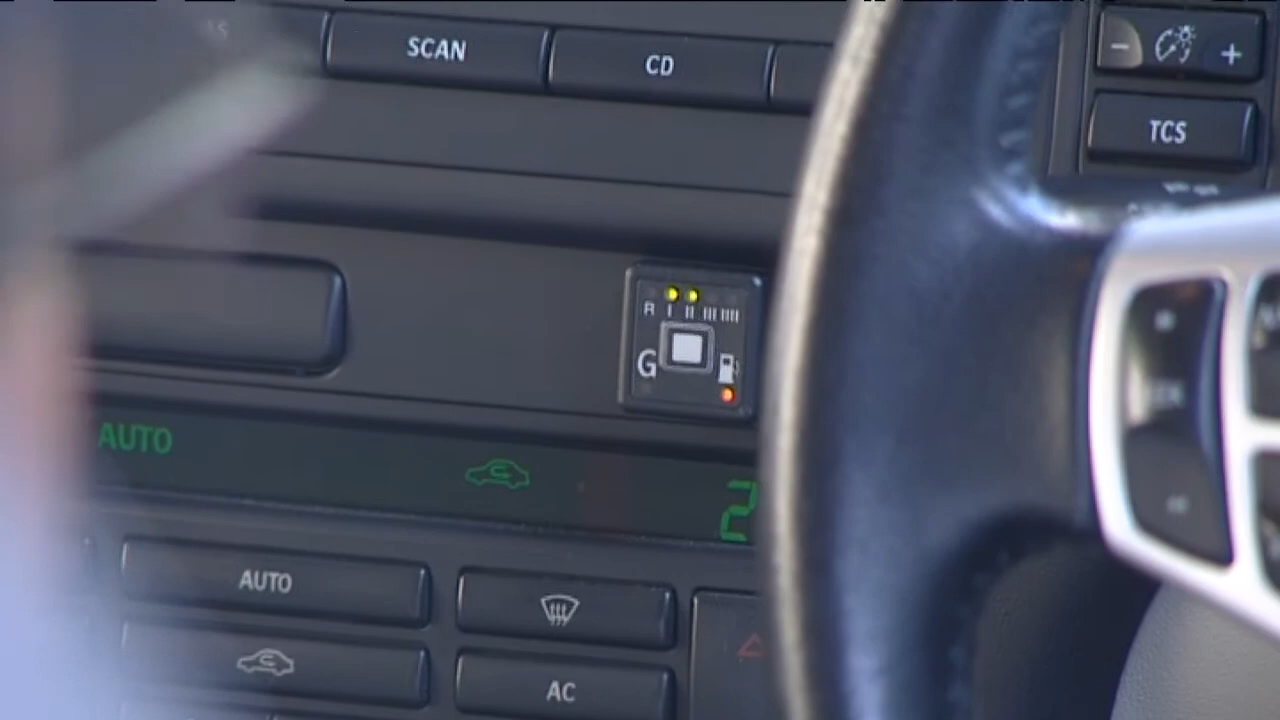 SCAN
CD
− +
TCS
R I II III IIII
G
AUTO
2
AUTO
AC